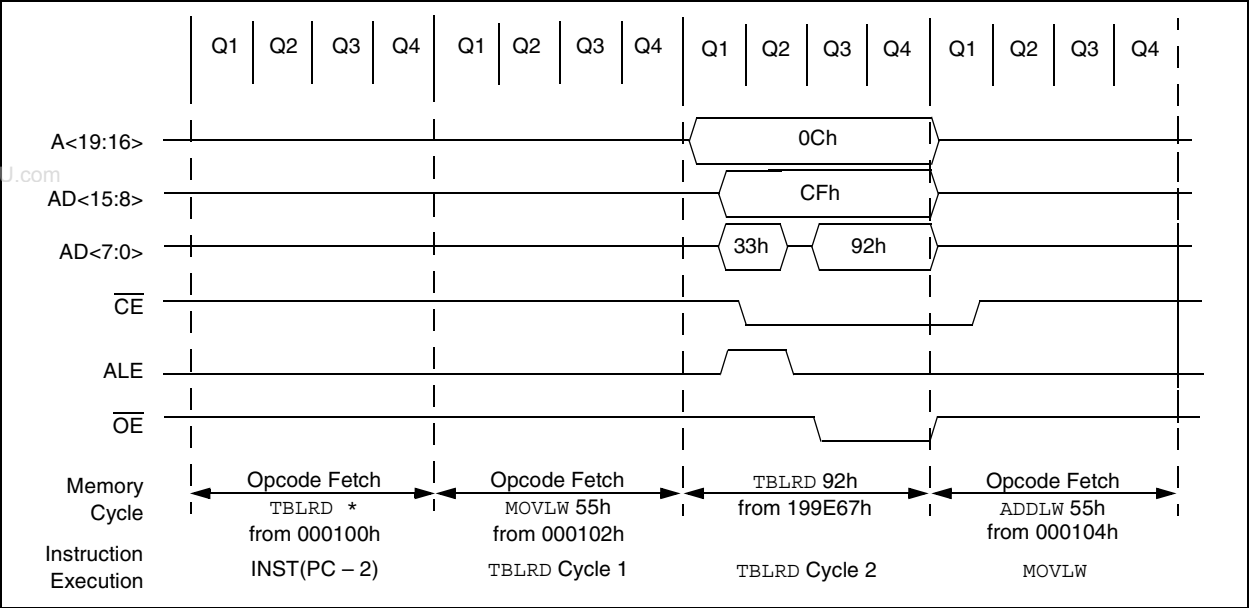 Q1 Q2 Q3 Q4 Q1 Q2 Q3 Q4 Q1 Q2 Q3 Q4 Q1 Q2 Q3 Q4
A<19:16> 0Ch
U.com
AD<15:8> CFh
AD<7:0> 33h 92h
CE
ALE
OE
Memory Cycle
Opcode Fetch
TBLRD *
from 000100h
Opcode Fetch
MOVLW 55h
from 000102h
TBLRD 92h
from 199E67h
Opcode Fetch
ADDLW 55h
from 000104h
Instruction Execution
INST(PC – 2)
TBLRD Cycle 1
TBLRD Cycle 2
MOVLW